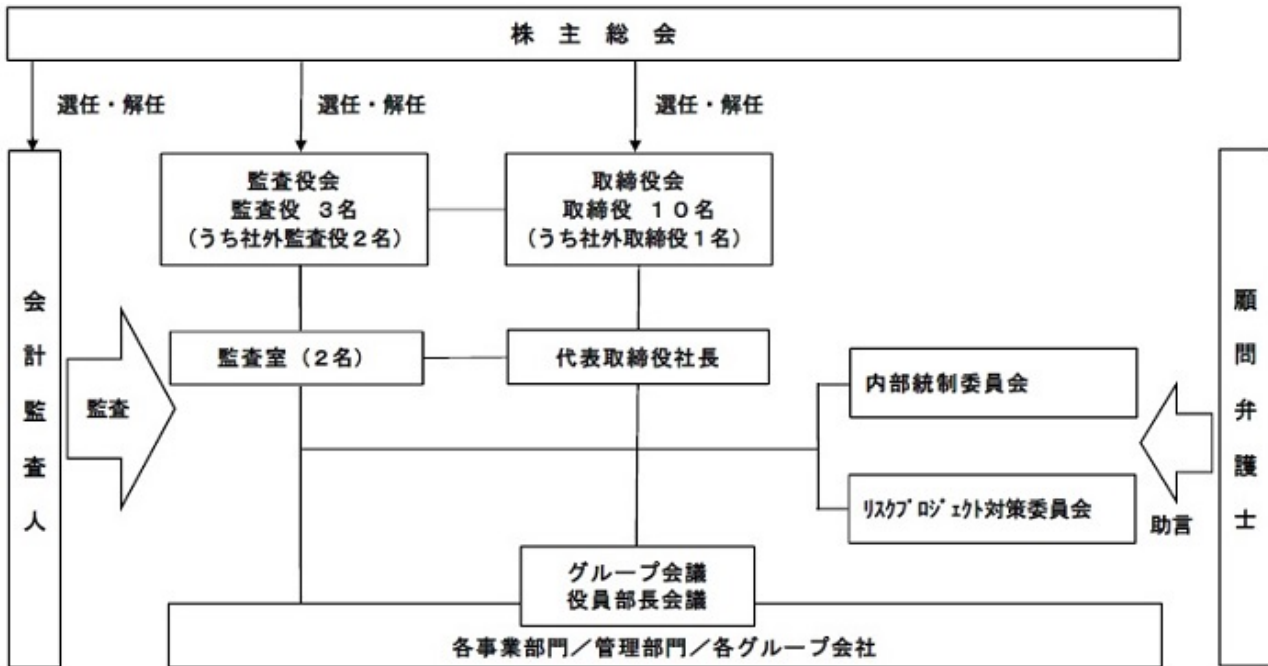 株 主 総 会
選任・解任
選任・解任
選任・解任
監査役会
監査役 3名
(うち社外監査役2名)
取締役会
取締役 10名
(うち社外取締役1名)
会計監査人
監査
監査室(2名)
代表取締役社長
内部統制委員会
リスクプロジェクト対策委員会
助言
顧問弁護士
グループ会議
役員部長会議
各事業部門/管理部門/各グループ会社